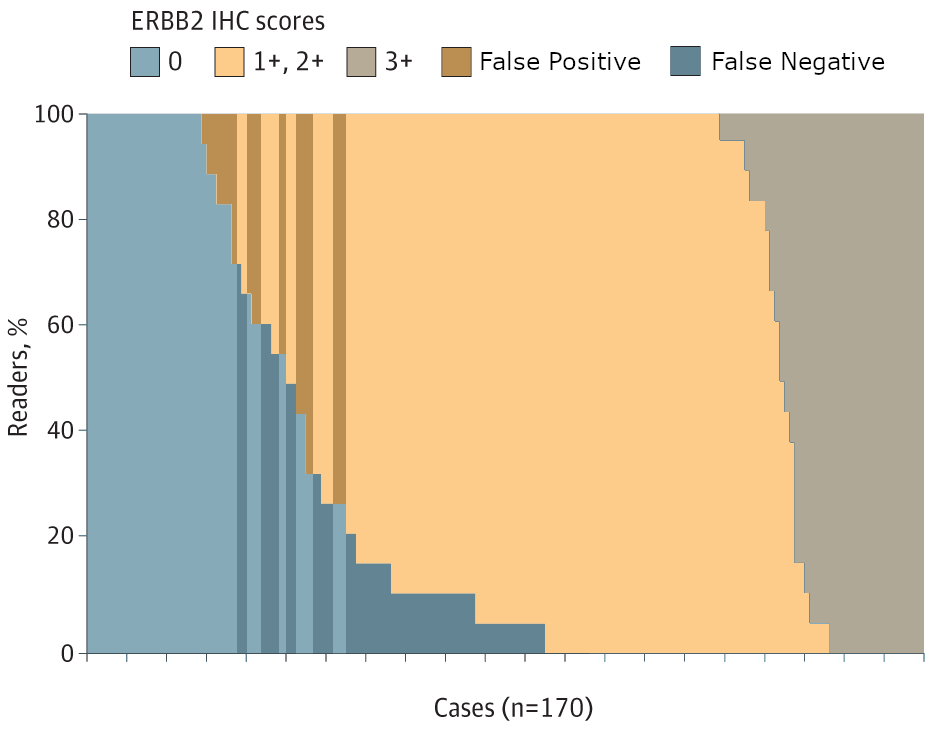 ERBB2 IHC scores
0 1+, 2+ 3+ False Positive False Negative
100
80
60
40
20
0
Readers, %
Cases (n=170)